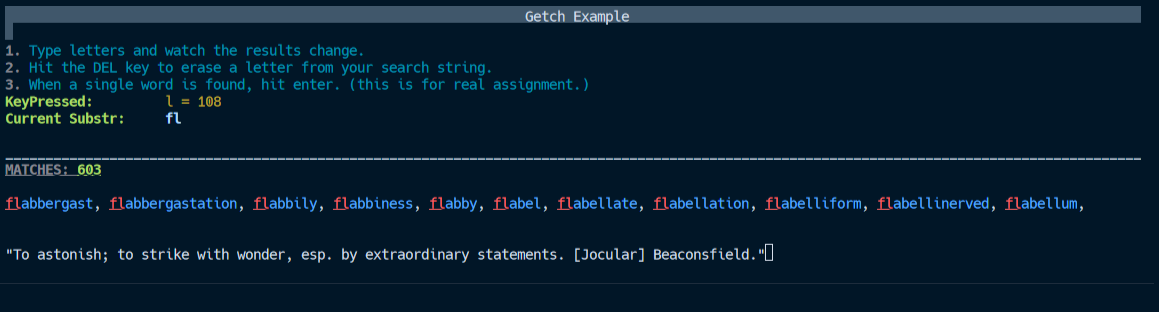 Getch Example
1. Type letters and watch the results change.
2. Hit the DEL key to erase a letter from your search string.
3. When a single word is found, hit enter. (this is for real assignment.)
KeyPressed: l = 108
Current Substr: fl
MATCHES: 603
flabbergast, flabbergastation, flabbily, flabbiness, flabby, flabel, flabellate, flabellation, flabelliform, flabellinerved, flabellum,
"To astonish; to strike with wonder, esp. by extraordinary statements. [Jocular] Beaconsfield."